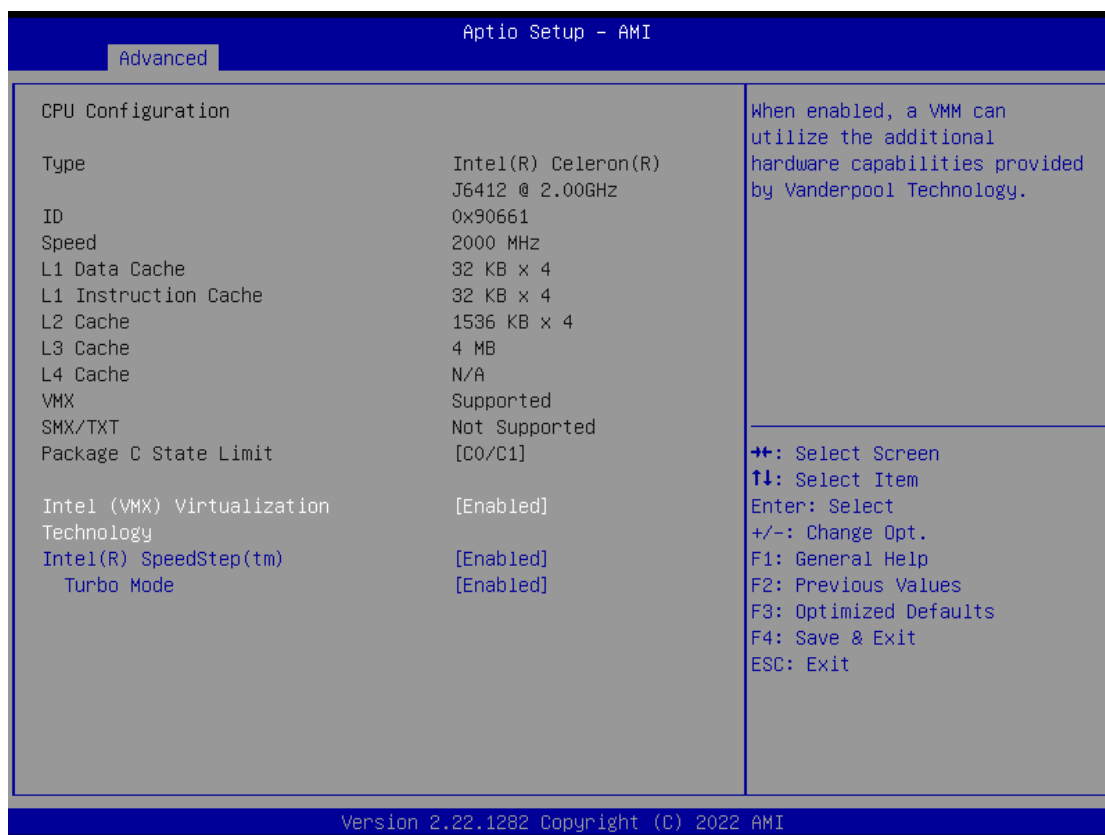 Aptio Setup - AMI
Advanced
CPU Configuration
Type Intel(R) Celeron(R)
J6412 @ 2.00GHz
ID 0x90661
Speed 2000 MHz
L1 Data Cache 32 KB x 4
L1 Instruction Cache 32 KB x 4
L2 Cache 1536 KB x 4
L3 Cache 4 MB
L4 Cache N/A
VMX Supported
SMX/TXT Not Supported
Package C State Limit [C0/C1]
Intel (VMX) Virtualization [Enabled]
Technology
Intel(R) SpeedStep(tm) [Enabled]
Turbo Mode [Enabled]
When enabled, a VMM can
utilize the additional
hardware capabilities provided
by Vanderpool Technology.
→←: Select Screen
↑↓: Select Item
Enter: Select
+/-: Change Opt.
F1: General Help
F2: Previous Values
F3: Optimized Defaults
F4: Save & Exit
ESC: Exit
Version 2.22.1282 Copyright (C) 2022 AMI